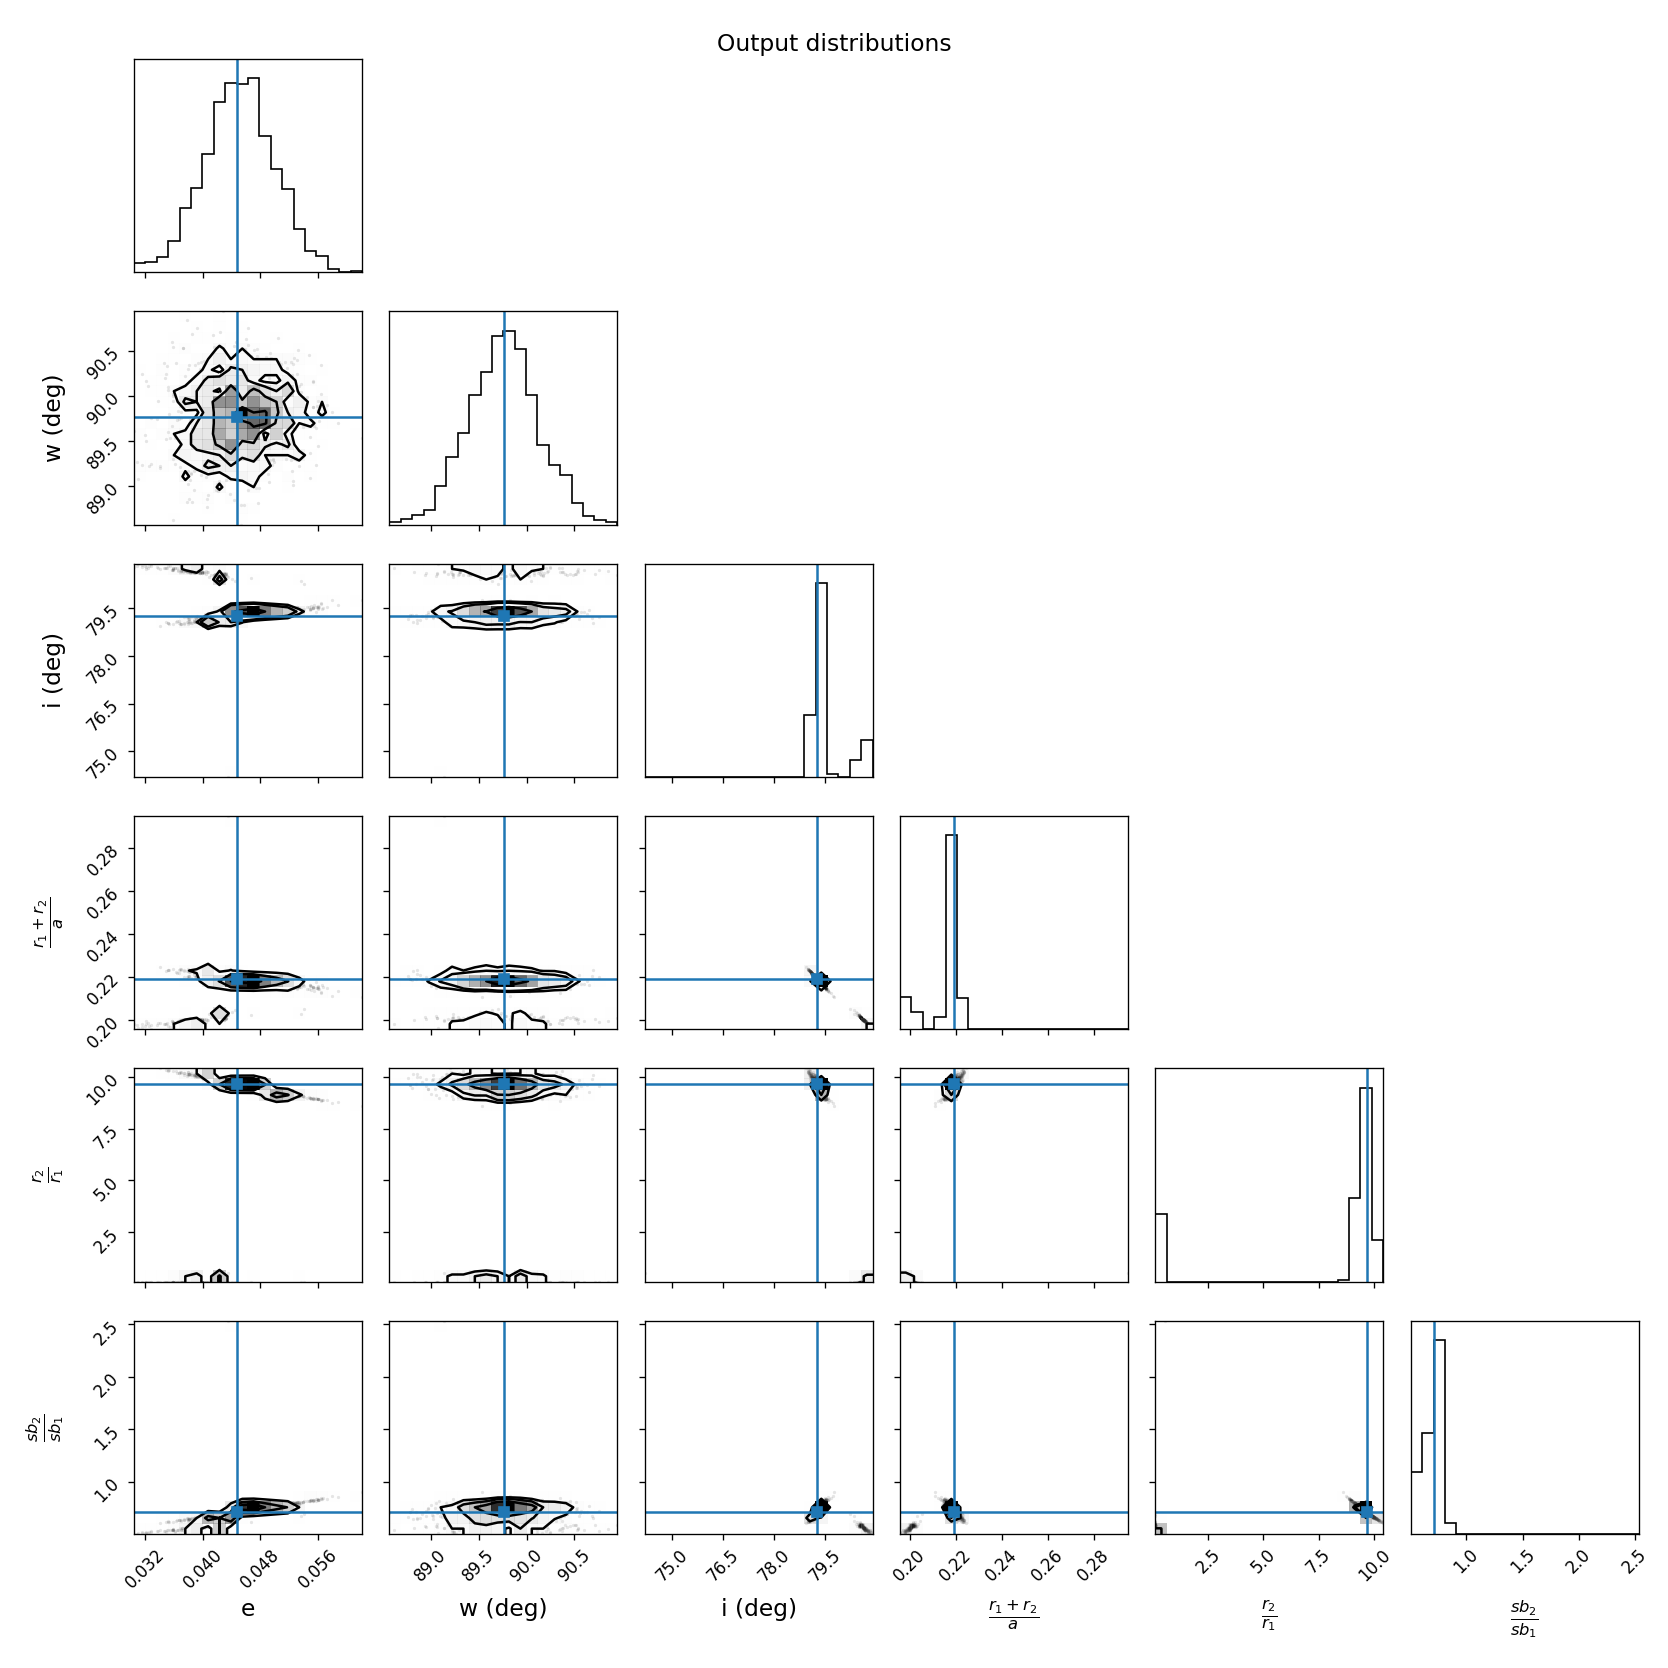 Output distributions
w (deg)
90.5
90.0
89.5
89.0
i (deg)
79.5
78.0
76.5
75.0
r₁ + r₂
a
0.28
0.26
0.24
0.22
0.20
r₂
r₁
10.0
7.5
5.0
2.5
sb₂
sb₁
2.5
2.0
1.5
1.0
0.032 0.040 0.048 0.056 89.0 89.5 90.0 90.5 75.0 76.5 78.0 79.5 0.20 0.22 0.24 0.26 0.28 2.5 5.0 7.5 10.0 1.0 1.5 2.0 2.5
e w (deg) i (deg) r₁ + r₂ / a r₂ / r₁ sb₂ / sb₁